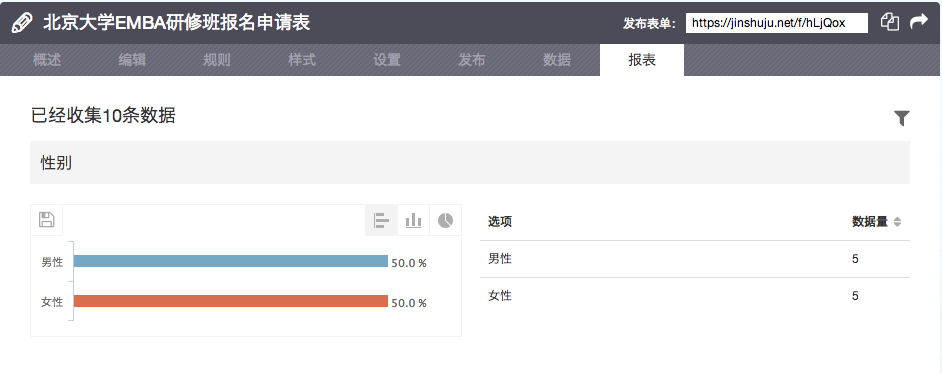 北京大学EMBA研修班报名申请表
发布表单： https://jinshuju.net/f/hLjQox
概述 编辑 规则 样式 设置 发布 数据 报表
已经收集10条数据
性别
选项 数据量
男性 50.0 %
男性 5
女性 50.0 %
女性 5